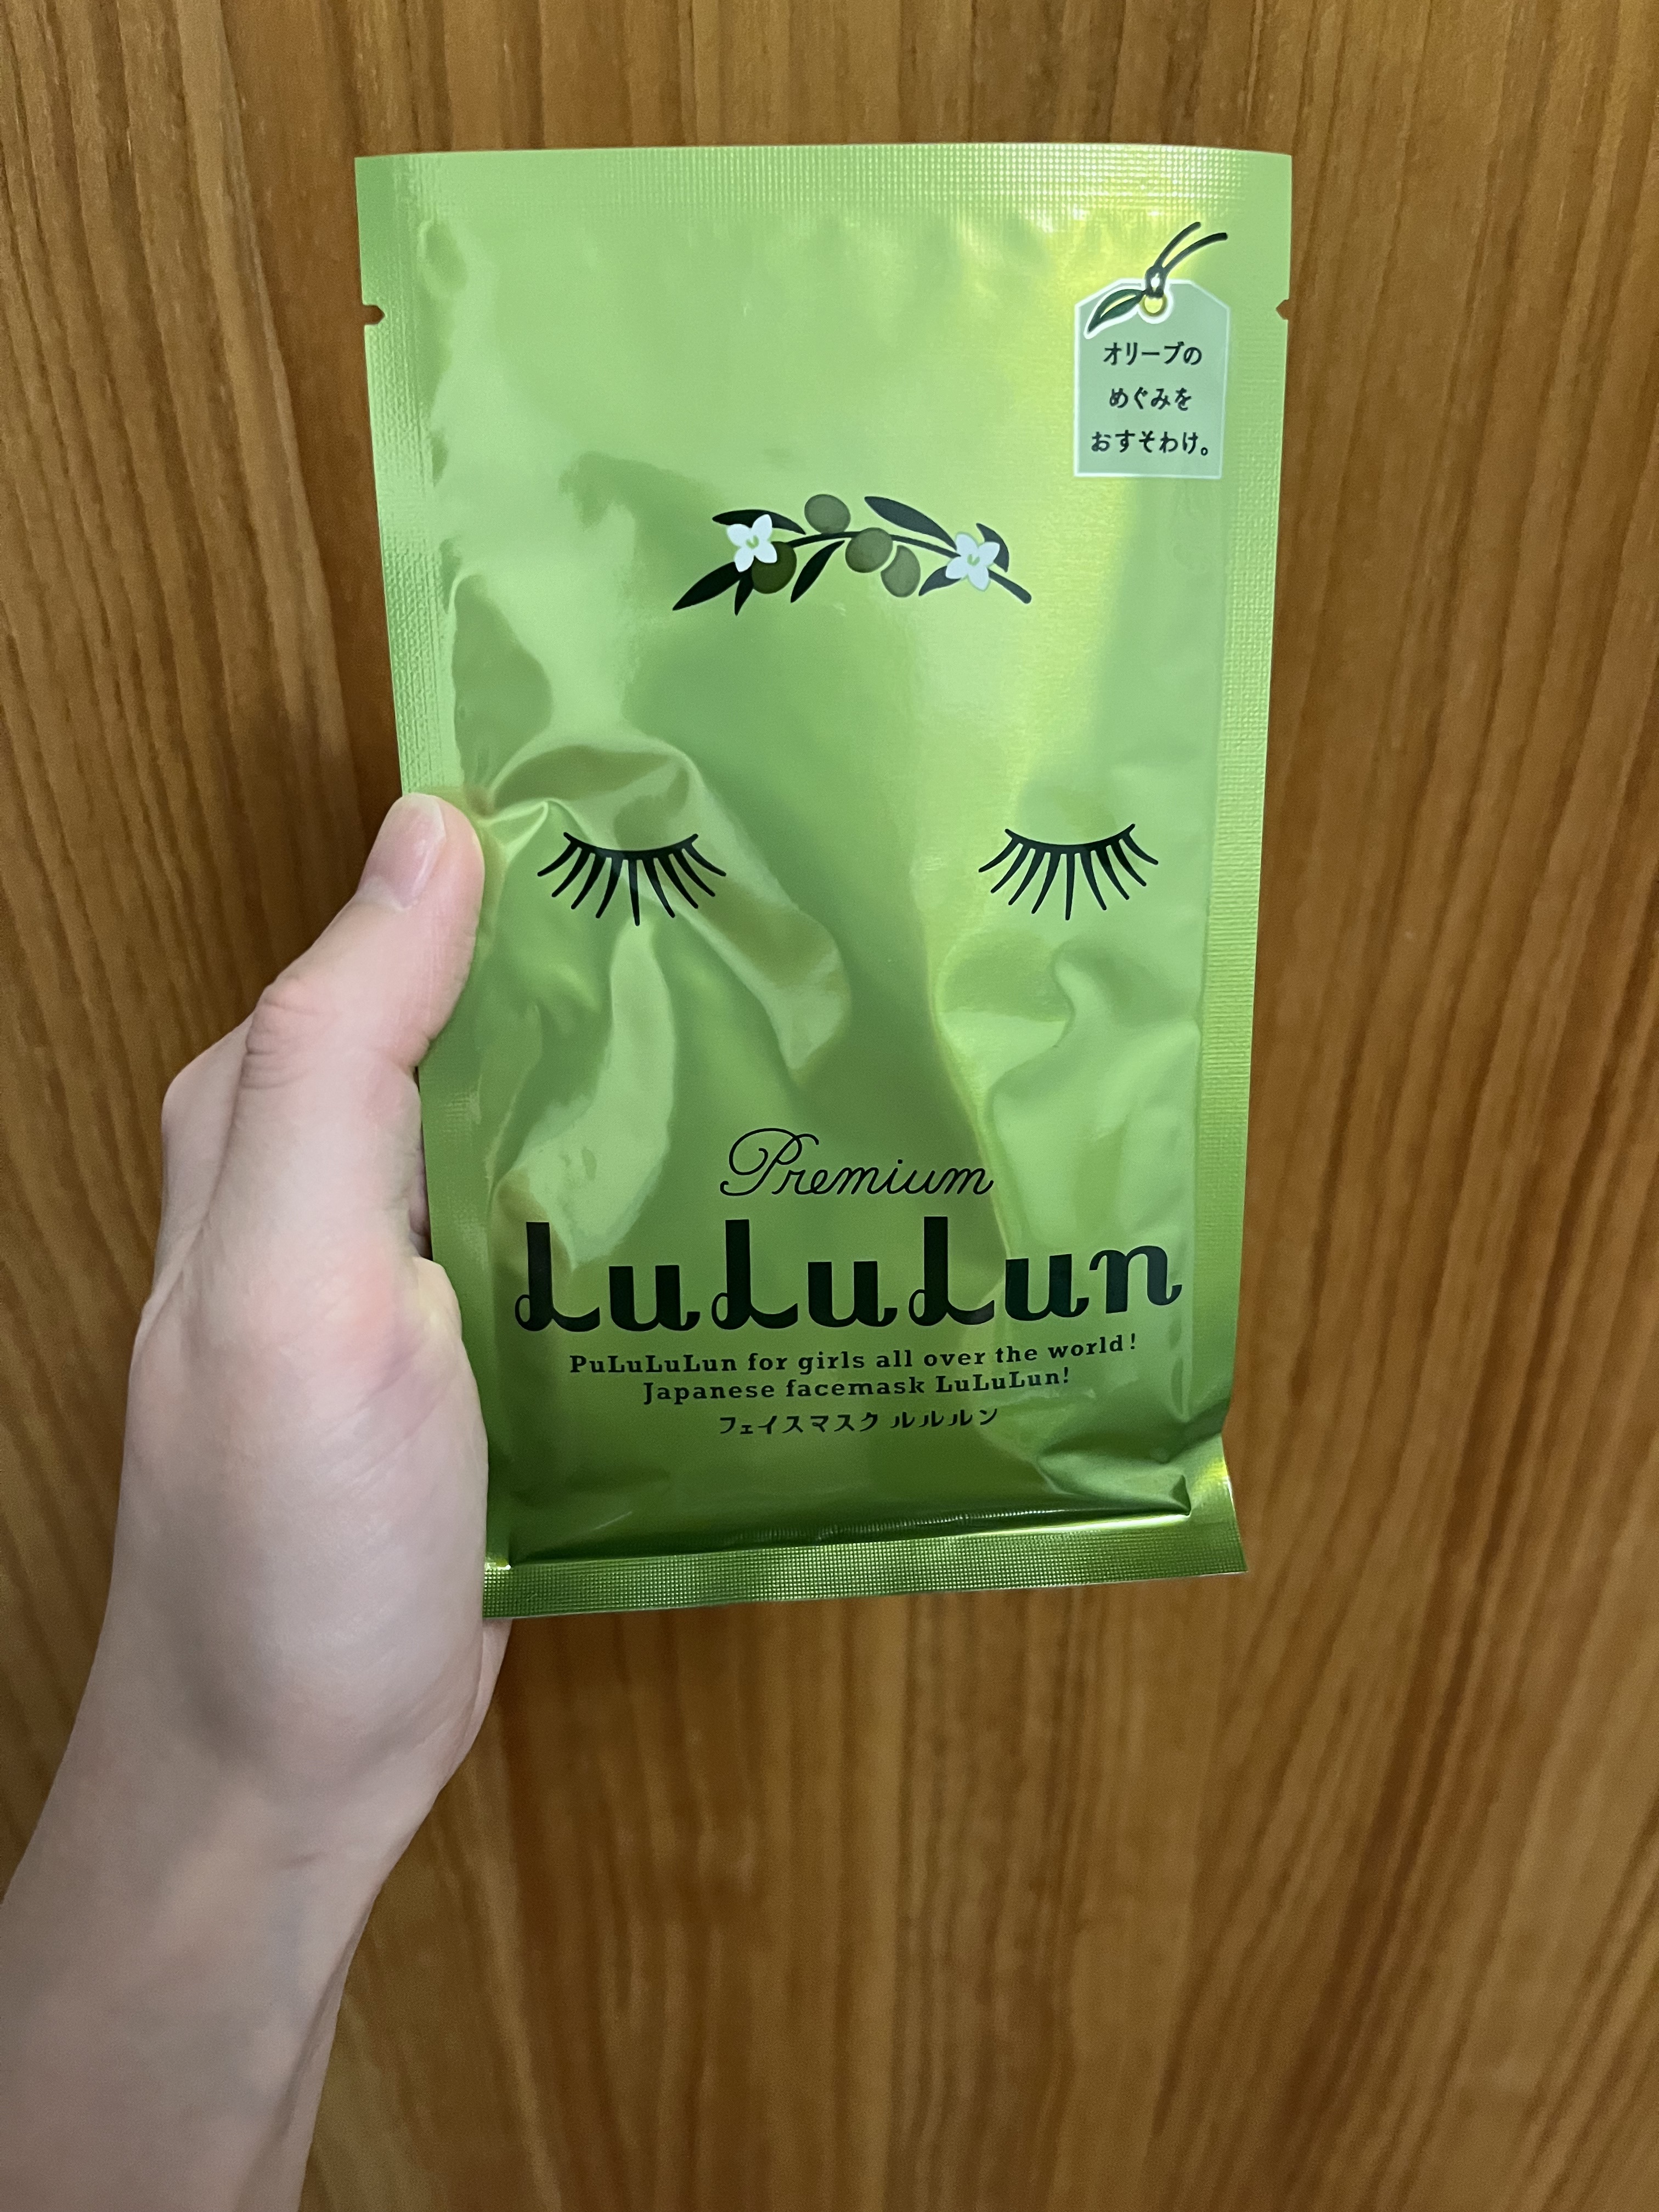 オリーブの
めぐみを
おすそわけ。
Premium
LuLuLun
PuLuLuLun for girls all over the world!
Japanese facemask LuLuLun!
フェイスマスク ルルルン